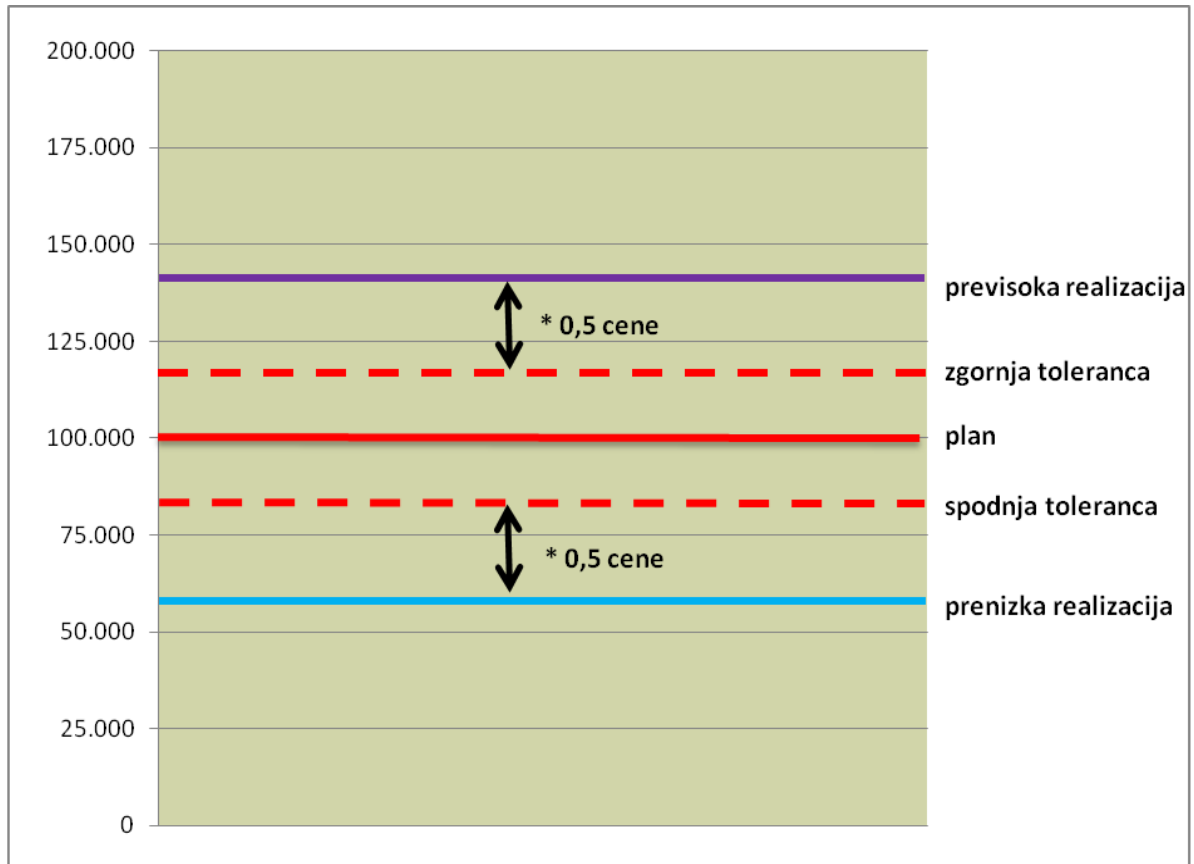 200.000
175.000
150.000
previsoka realizacija
* 0,5 cene
125.000
zgornja toleranca
100.000
plan
spodnja toleranca
75.000
* 0,5 cene
prenizka realizacija
50.000
25.000
0